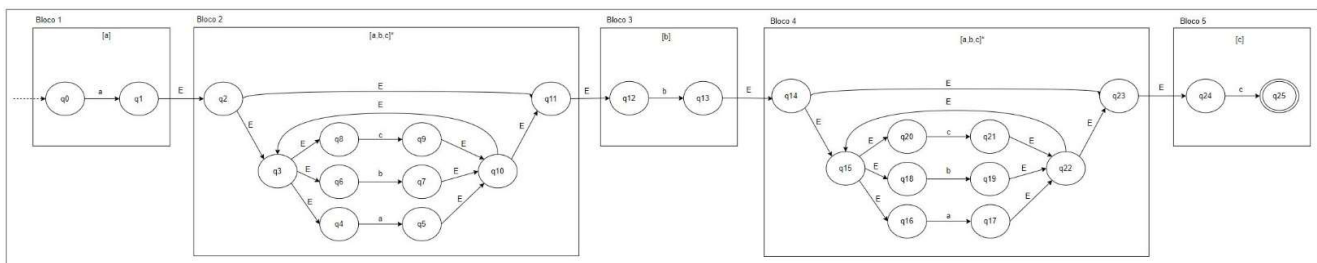 Bloco 1
[a]
q0
a
q1
E
Bloco 2
[a,b,c]*
q2
E
q11
E
E
E
q3
E
q8
c
q9
E
E
q6
b
q7
E
E
q4
a
q5
E
q10
E
Bloco 3
[b]
q12
b
q13
E
Bloco 4
[a,b,c]*
q14
E
q23
E
E
E
q15
E
q20
c
q21
E
E
q18
b
q19
E
E
q16
a
q17
E
q22
E
Bloco 5
[c]
q24
c
q25